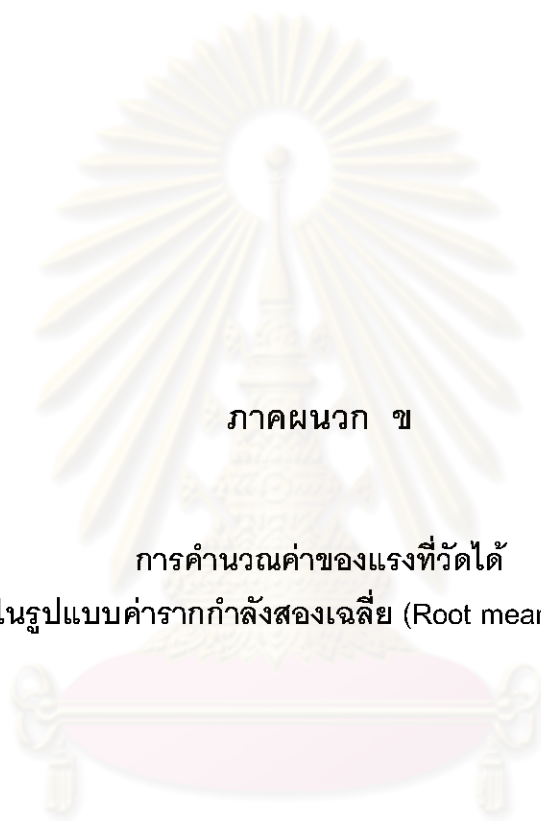 ภาคผนวก ข
การคำนวณค่าของแรงที่วัดได้
ในรูปแบบค่ารากกำลังสองเฉลี่ย (Root